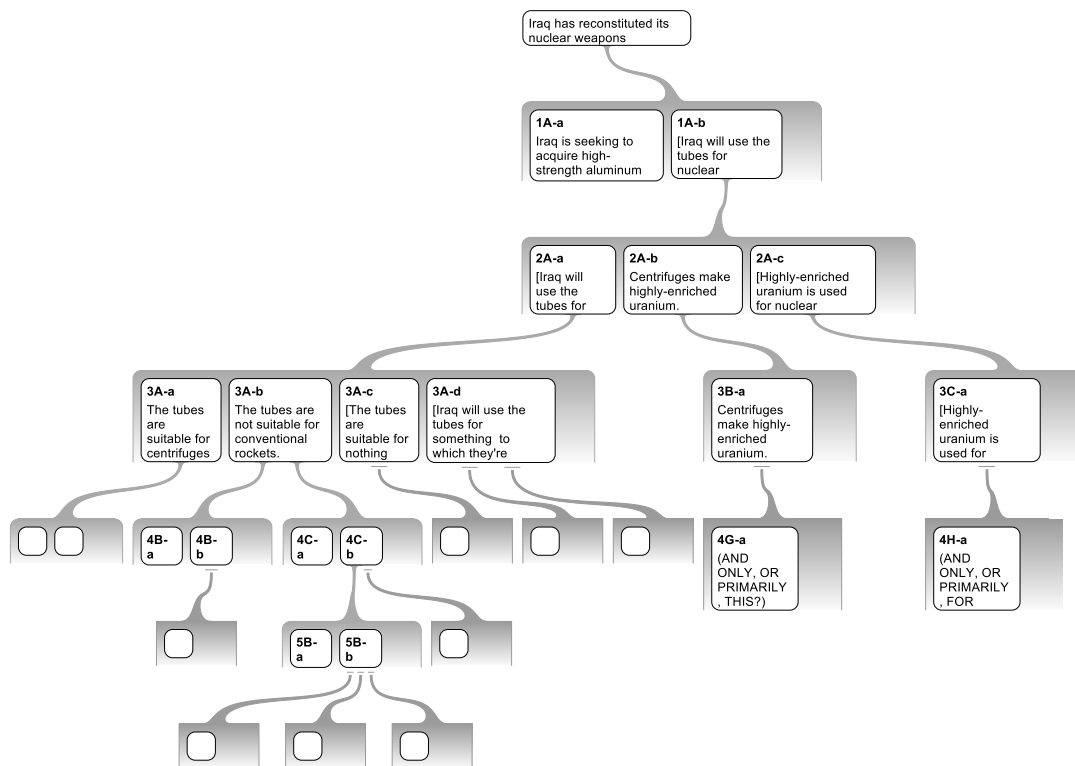 Iraq has reconstituted its
nuclear weapons
1A-a
Iraq is seeking to
acquire high-
strength aluminum
1A-b
[Iraq will use the
tubes for
nuclear
2A-a
[Iraq will
use the
tubes for
2A-b
Centrifuges make
highly-enriched
uranium.
2A-c
[Highly-enriched
uranium is used
for nuclear
3A-a
The tubes
are
suitable for
centrifuges
3A-b
The tubes are
not suitable for
conventional
rockets.
3A-c
[The tubes
are
suitable for
nothing
3A-d
[Iraq will use the
tubes for
something to
which they're
3B-a
Centrifuges
make highly-
enriched
uranium.
3C-a
[Highly-
enriched
uranium is
used for
4B-
a
4B-
b
4C-
a
4C-
b
4G-a
(AND
ONLY, OR
PRIMARILY
, THIS?)
4H-a
(AND
ONLY, OR
PRIMARILY
, FOR
5B-
a
5B-
b